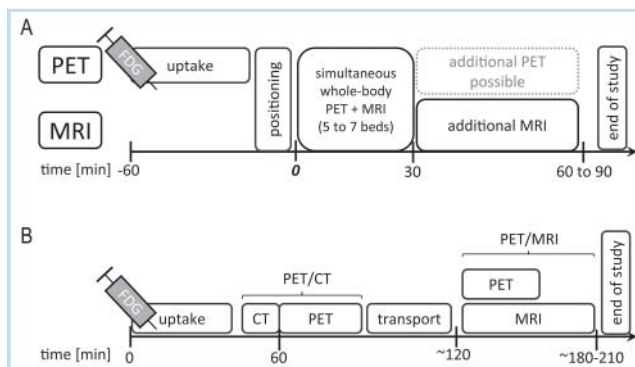 A
PET
FDG
uptake
positioning
simultaneous
whole-body
PET + MRI
(5 to 7 beds)
additional PET
possible
end of study
MRI
additional MRI
time [min]
-60
0
30
60 to 90
B
PET/CT
PET/MRI
FDG
PET
end of study
uptake
CT
PET
transport
MRI
time [min]
0
60
~120
~180-210